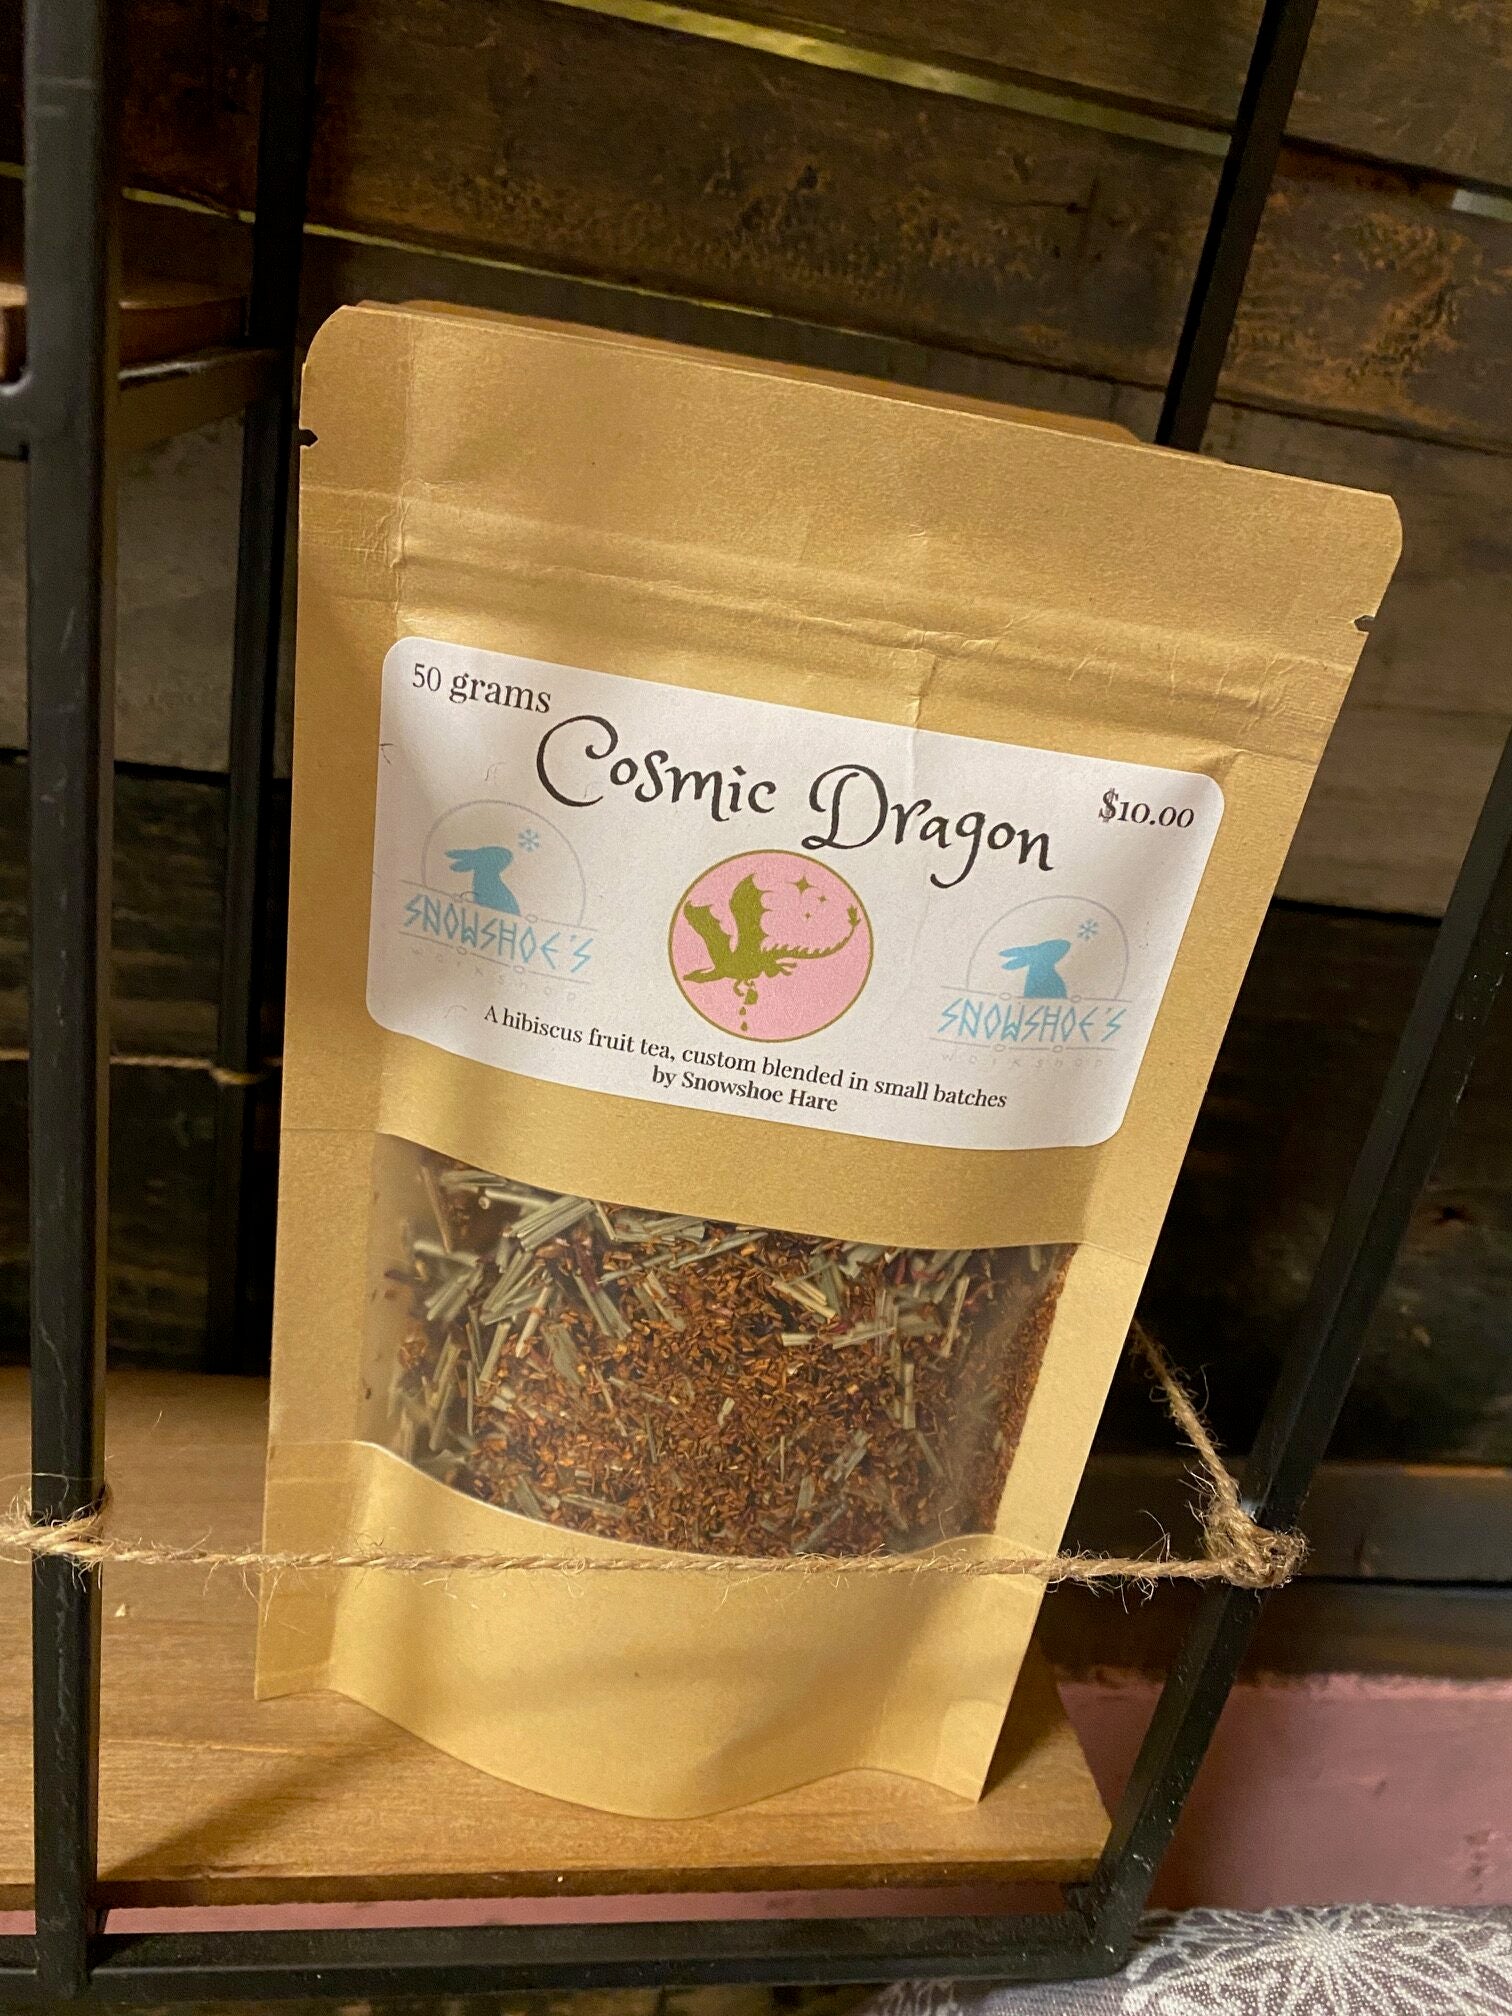 50 grams
Cosmic Dragon
$10.00
SNOWSHOE'S
WORKSHOP
SNOWSHOE'S
WORKSHOP
A hibiscus fruit tea, custom blended in small batches
by Snowshoe Hare